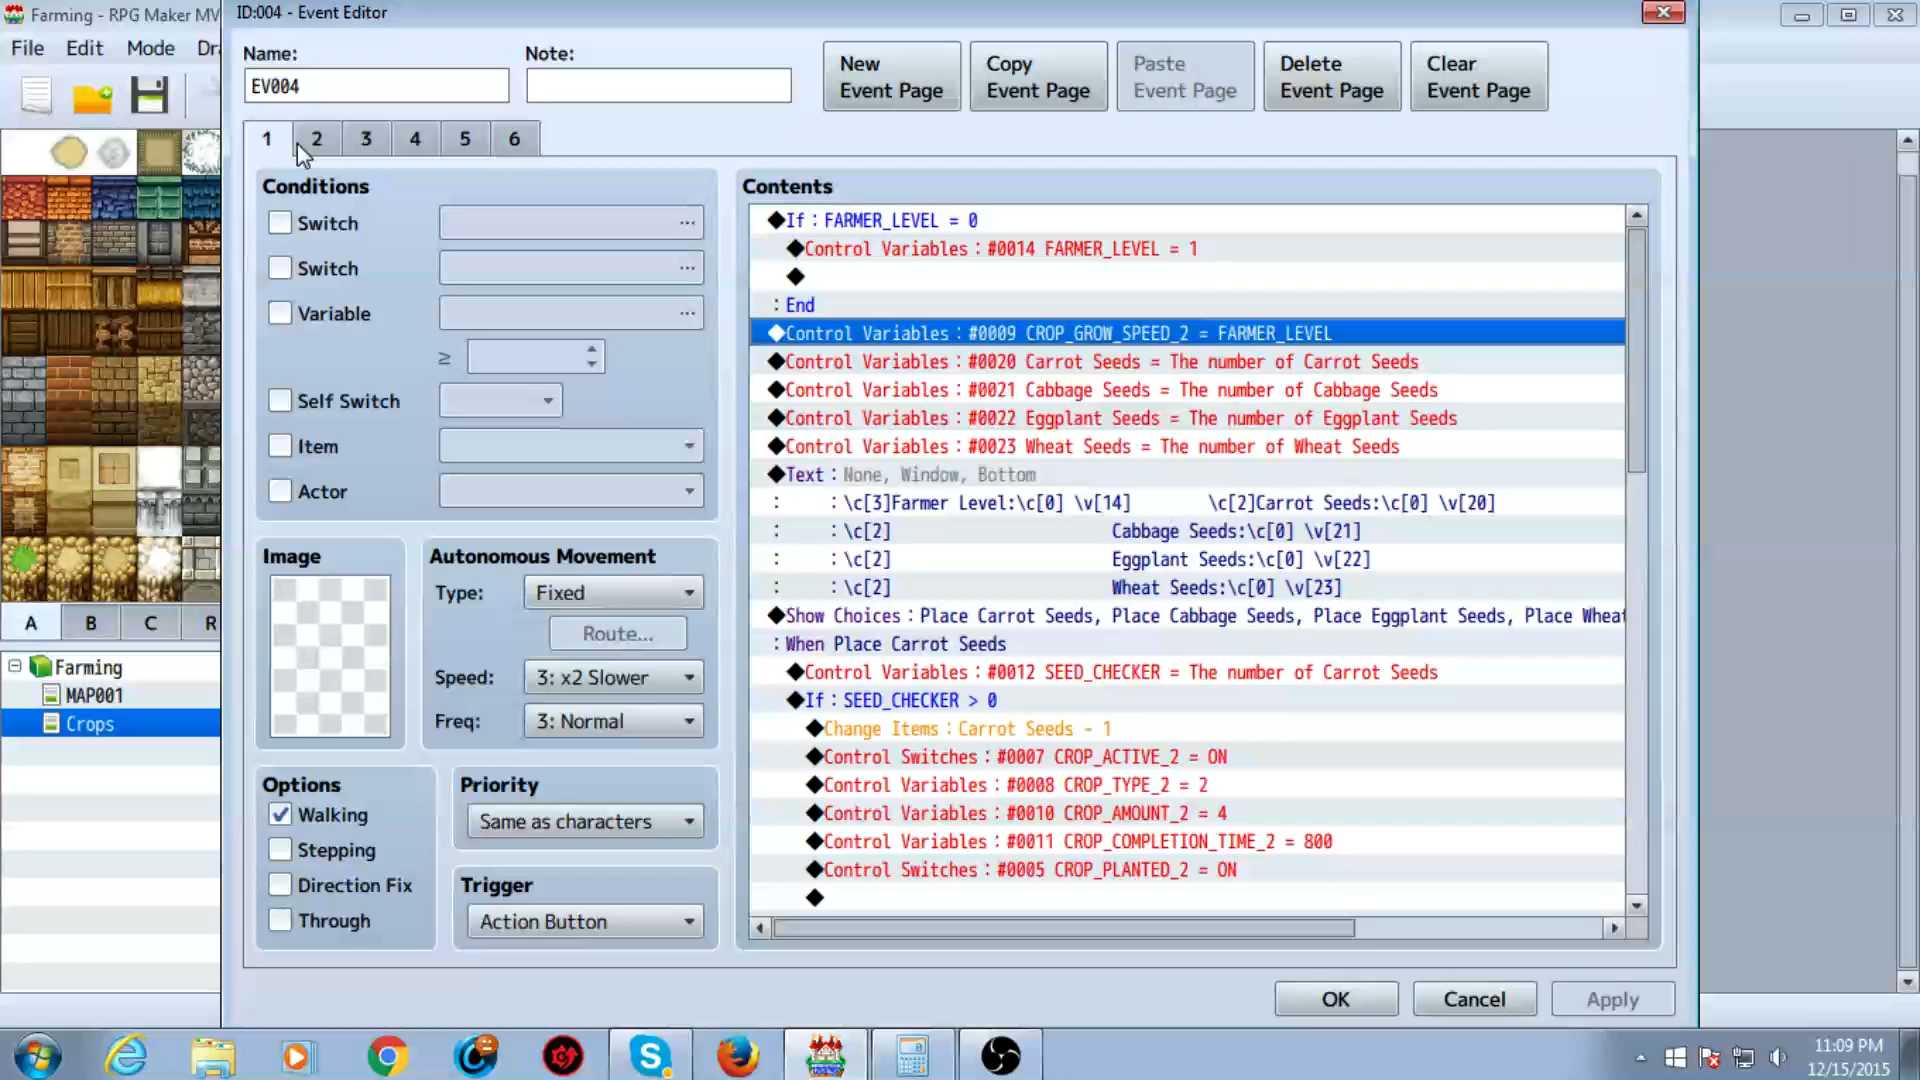 Farming - RPG Maker MV
ID:004 - Event Editor
File Edit Mode Dr
Name:
Note:
EV004
New Event Page
Copy Event Page
Paste Event Page
Delete Event Page
Clear Event Page
1 2 3 4 5 6
Conditions
Switch ...
Switch ...
Variable ...
≥
Self Switch
Item
Actor
Image
Autonomous Movement
Type: Fixed
Route...
Speed: 3: x2 Slower
Freq: 3: Normal
Options
Walking
Stepping
Direction Fix
Through
Priority
Same as characters
Trigger
Action Button
Contents
◆If：FARMER_LEVEL = 0
◆Control Variables：#0014 FARMER_LEVEL = 1
◆
：End
◆Control Variables：#0009 CROP_GROW_SPEED_2 = FARMER_LEVEL
◆Control Variables：#0020 Carrot Seeds = The number of Carrot Seeds
◆Control Variables：#0021 Cabbage Seeds = The number of Cabbage Seeds
◆Control Variables：#0022 Eggplant Seeds = The number of Eggplant Seeds
◆Control Variables：#0023 Wheat Seeds = The number of Wheat Seeds
◆Text：None, Window, Bottom
：　　：\c[3]Farmer Level:\c[0] \v[14] \c[2]Carrot Seeds:\c[0] \v[20]
：　　：\c[2] Cabbage Seeds:\c[0] \v[21]
：　　：\c[2] Eggplant Seeds:\c[0] \v[22]
：　　：\c[2] Wheat Seeds:\c[0] \v[23]
◆Show Choices：Place Carrot Seeds, Place Cabbage Seeds, Place Eggplant Seeds, Place Wheat
：When Place Carrot Seeds
◆Control Variables：#0012 SEED_CHECKER = The number of Carrot Seeds
◆If：SEED_CHECKER > 0
◆Change Items：Carrot Seeds - 1
◆Control Switches：#0007 CROP_ACTIVE_2 = ON
◆Control Variables：#0008 CROP_TYPE_2 = 2
◆Control Variables：#0010 CROP_AMOUNT_2 = 4
◆Control Variables：#0011 CROP_COMPLETION_TIME_2 = 800
◆Control Switches：#0005 CROP_PLANTED_2 = ON
◆
A B C R
Farming
MAP001
Crops
OK Cancel Apply
11:09 PM
12/15/2015